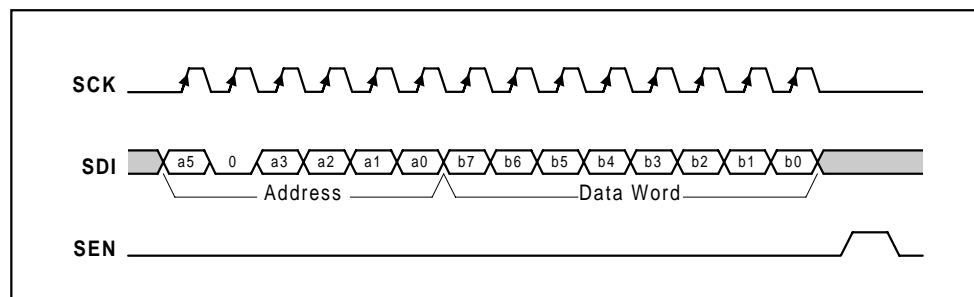 SCK
SDI a5 0 a3 a2 a1 a0 b7 b6 b5 b4 b3 b2 b1 b0
Address Data Word
SEN